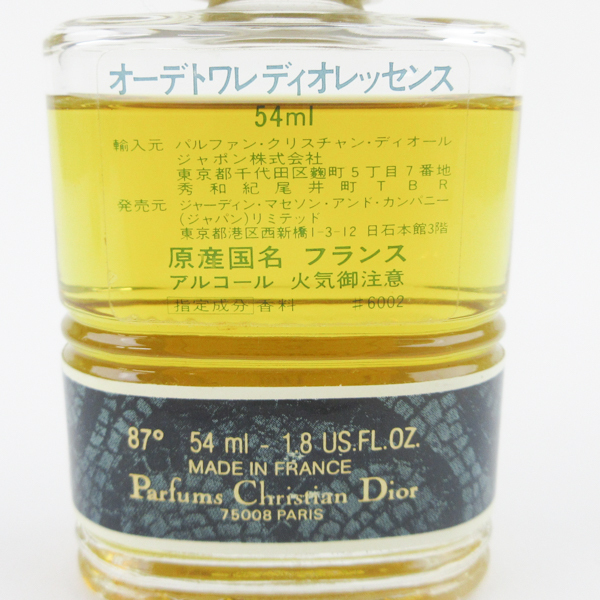 オーデトワレ ディオレッセンス
54ml
輸入元 パルファン・クリスチャン・ディオール
ジャポン株式会社
東京都千代田区麴町5丁目7番地
秀和紀尾井町TBR
発売元 ジャーディン・マセソン・アンド・カンパニー
(ジャパン)リミテッド
東京都港区西新橋1-3-12 日石本館3階
原産国名 フランス
アルコール 火気御注意
指定成分 香料 #6002
87° 54 ml - 1.8 US.FL.OZ.
MADE IN FRANCE
Parfums Christian Dior
75008 PARIS